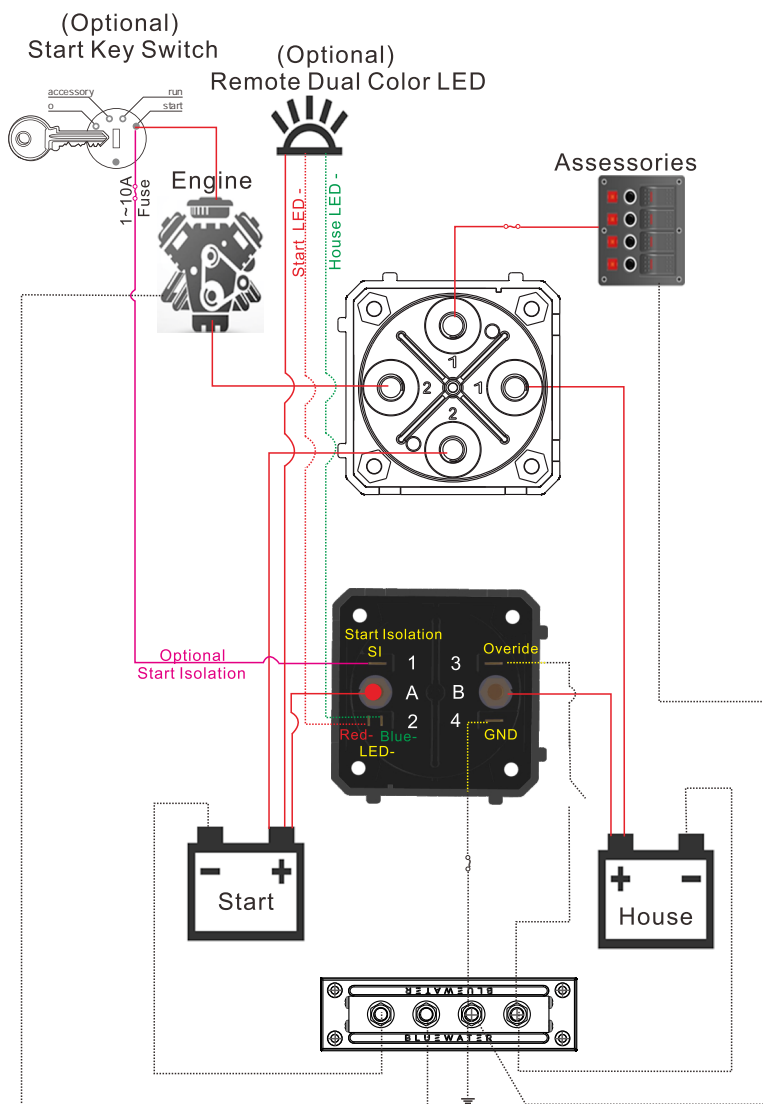 (Optional)
Start Key Switch
(Optional)
Remote Dual Color LED
accessory
run
o
start
1~10A
Fuse
Engine
Start LED -
House LED -
Assessories
1
2
1
2
Start Isolation
SI
1
3
Overide
Optional
Start Isolation
A
B
2
4
Red-
Blue-
GND
LED-
- +
Start
+ -
House
BLUEWATER
BLUEWATER